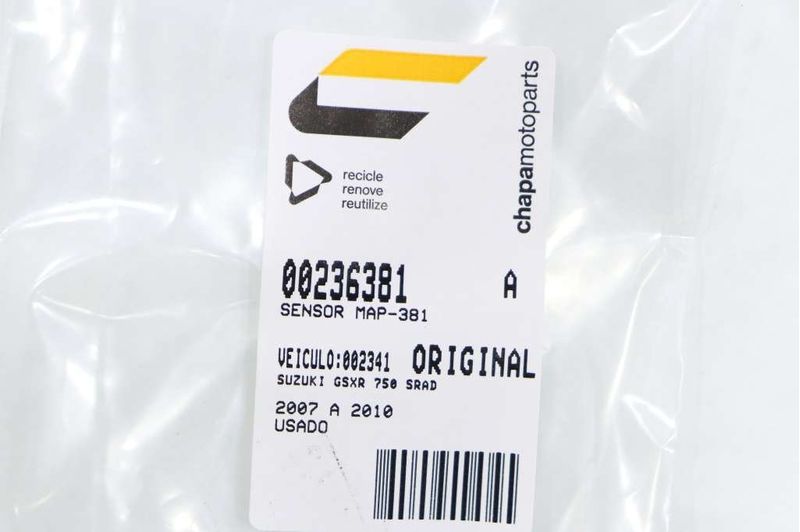 chapamotoparts
recicle
renove
reutilize
00236381 A
SENSOR MAP-381
VEICULO:002341 ORIGINAL
SUZUKI GSXR 750 SRAD
2007 A 2010
USADO